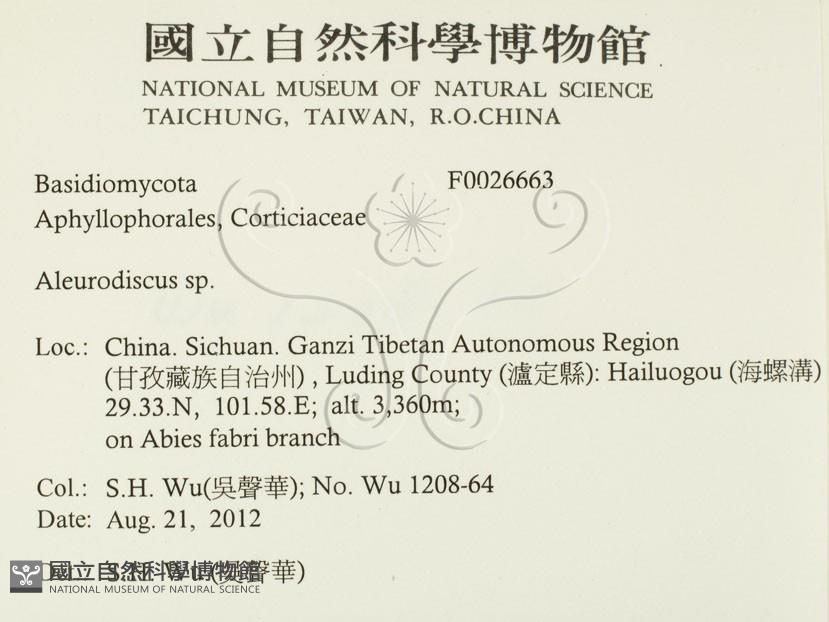 國立自然科學博物館
NATIONAL MUSEUM OF NATURAL SCIENCE
TAICHUNG, TAIWAN, R.O.CHINA
Basidiomycota F0026663
Aphyllophorales, Corticiaceae
Aleurodiscus sp.
Loc.: China. Sichuan. Ganzi Tibetan Autonomous Region
(甘孜藏族自治州) , Luding County (瀘定縣): Hailuogou (海螺溝)
29.33.N, 101.58.E; alt. 3,360m;
on Abies fabri branch
Col.: S.H. Wu(吳聲華); No. Wu 1208-64
Date: Aug. 21, 2012
S.H. Wu (吳聲華)
國立自然科學博物館
NATIONAL MUSEUM OF NATURAL SCIENCE